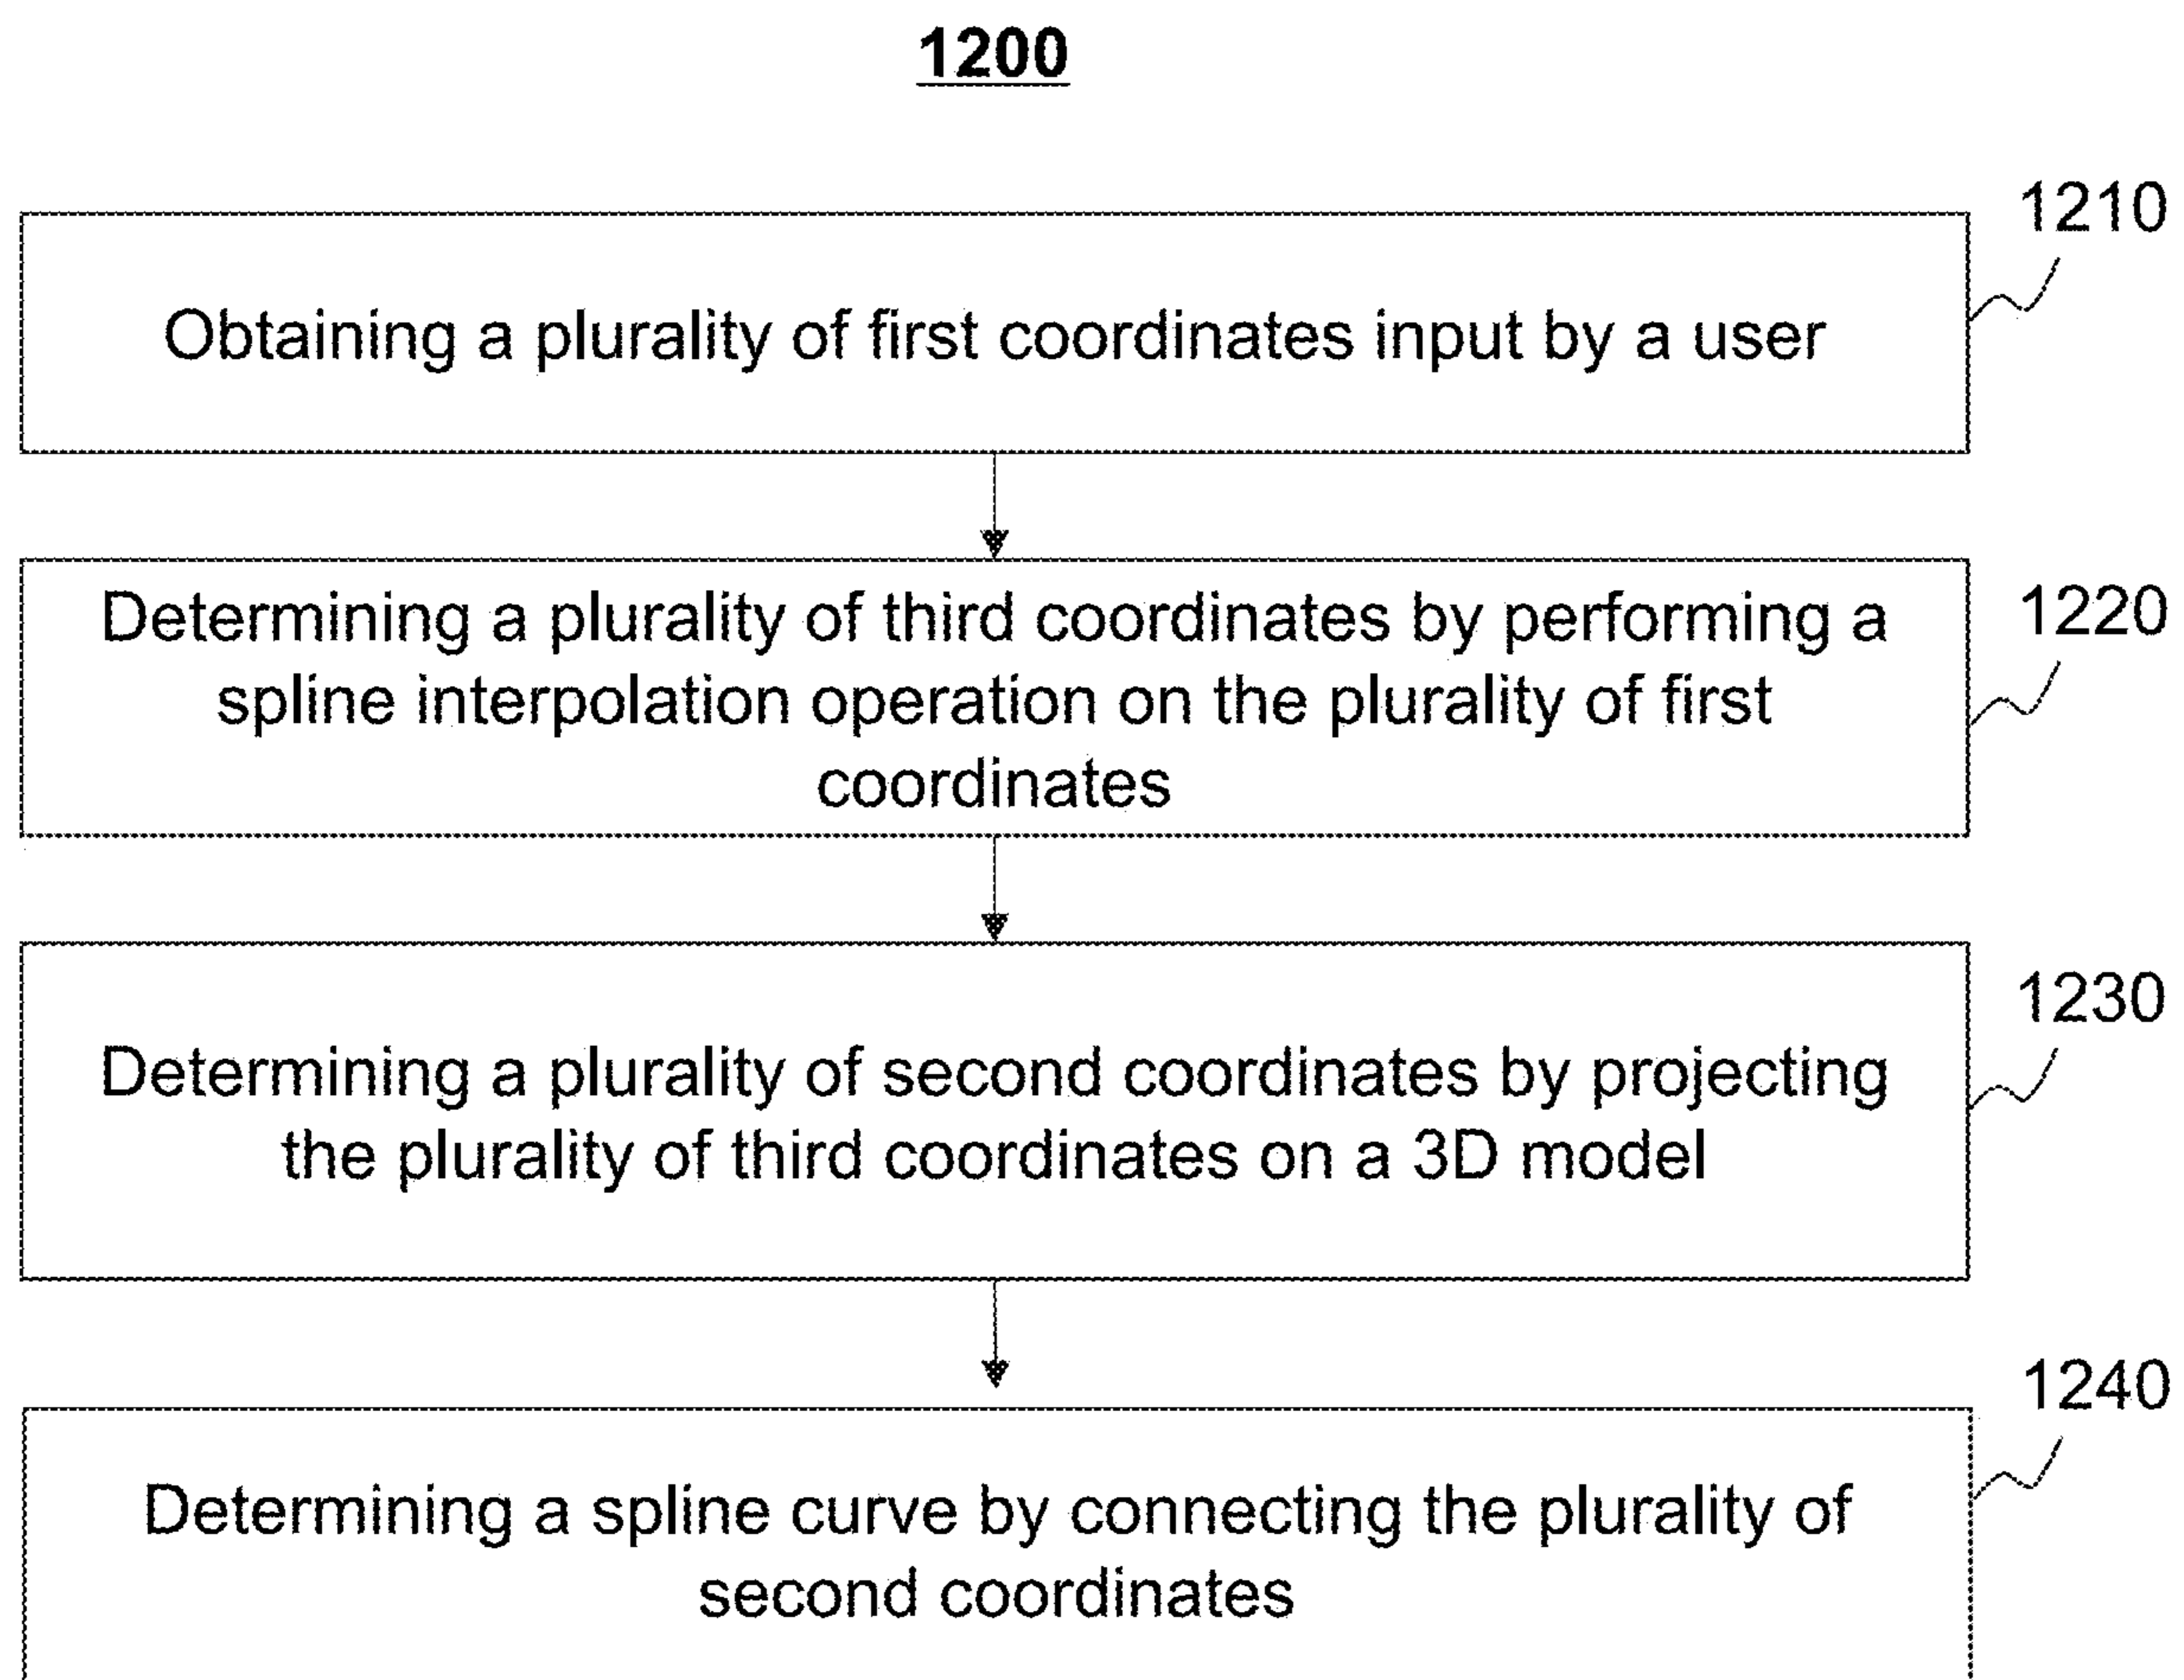 1200
1210
Obtaining a plurality of first coordinates input by a user
1220
Determining a plurality of third coordinates by performing a
spline interpolation operation on the plurality of first
coordinates
1230
Determining a plurality of second coordinates by projecting
the plurality of third coordinates on a 3D model
1240
Determining a spline curve by connecting the plurality of
second coordinates